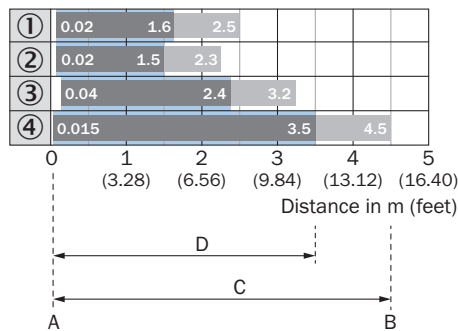 ① 0.02 1.6 2.5
② 0.02 1.5 2.3
③ 0.04 2.4 3.2
④ 0.015 3.5 4.5
0 1 2 3 4 5
(3.28) (6.56) (9.84) (13.12) (16.40)
Distance in m (feet)
D
C
A B